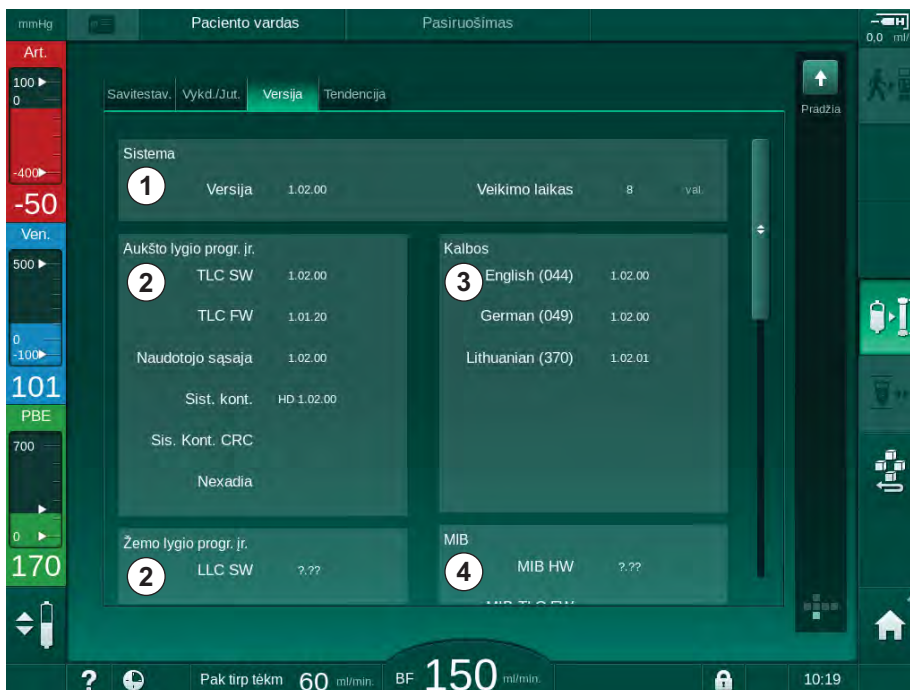 mmHg
Paciento vardas
Pasiruošimas
0,0 ml/
Art.
100
0
-400
-50
Ven.
500
0
-100
101
PBE
700
0
170
Savitestav.
Vykd./Jut.
Versija
Tendencija
Pradžia
Sistema
1
Versija 1.02.00
Veikimo laikas 8 val.
Aukšto lygio progr. įr.
2
TLC SW 1.02.00
TLC FW 1.01.20
Naudotojo sąsaja 1.02.00
Sist. kont. HD 1.02.00
Sis. Kont. CRC
Nexadia
Kalbos
3
English (044) 1.02.00
German (049) 1.02.00
Lithuanian (370) 1.02.01
Žemo lygio progr. įr.
2
LLC SW ?.??
MIB
4
MIB HW ?.??
MIB TLC FW
? Pak tirp tėkm 60 ml/min. BF 150 ml/min. 10:19